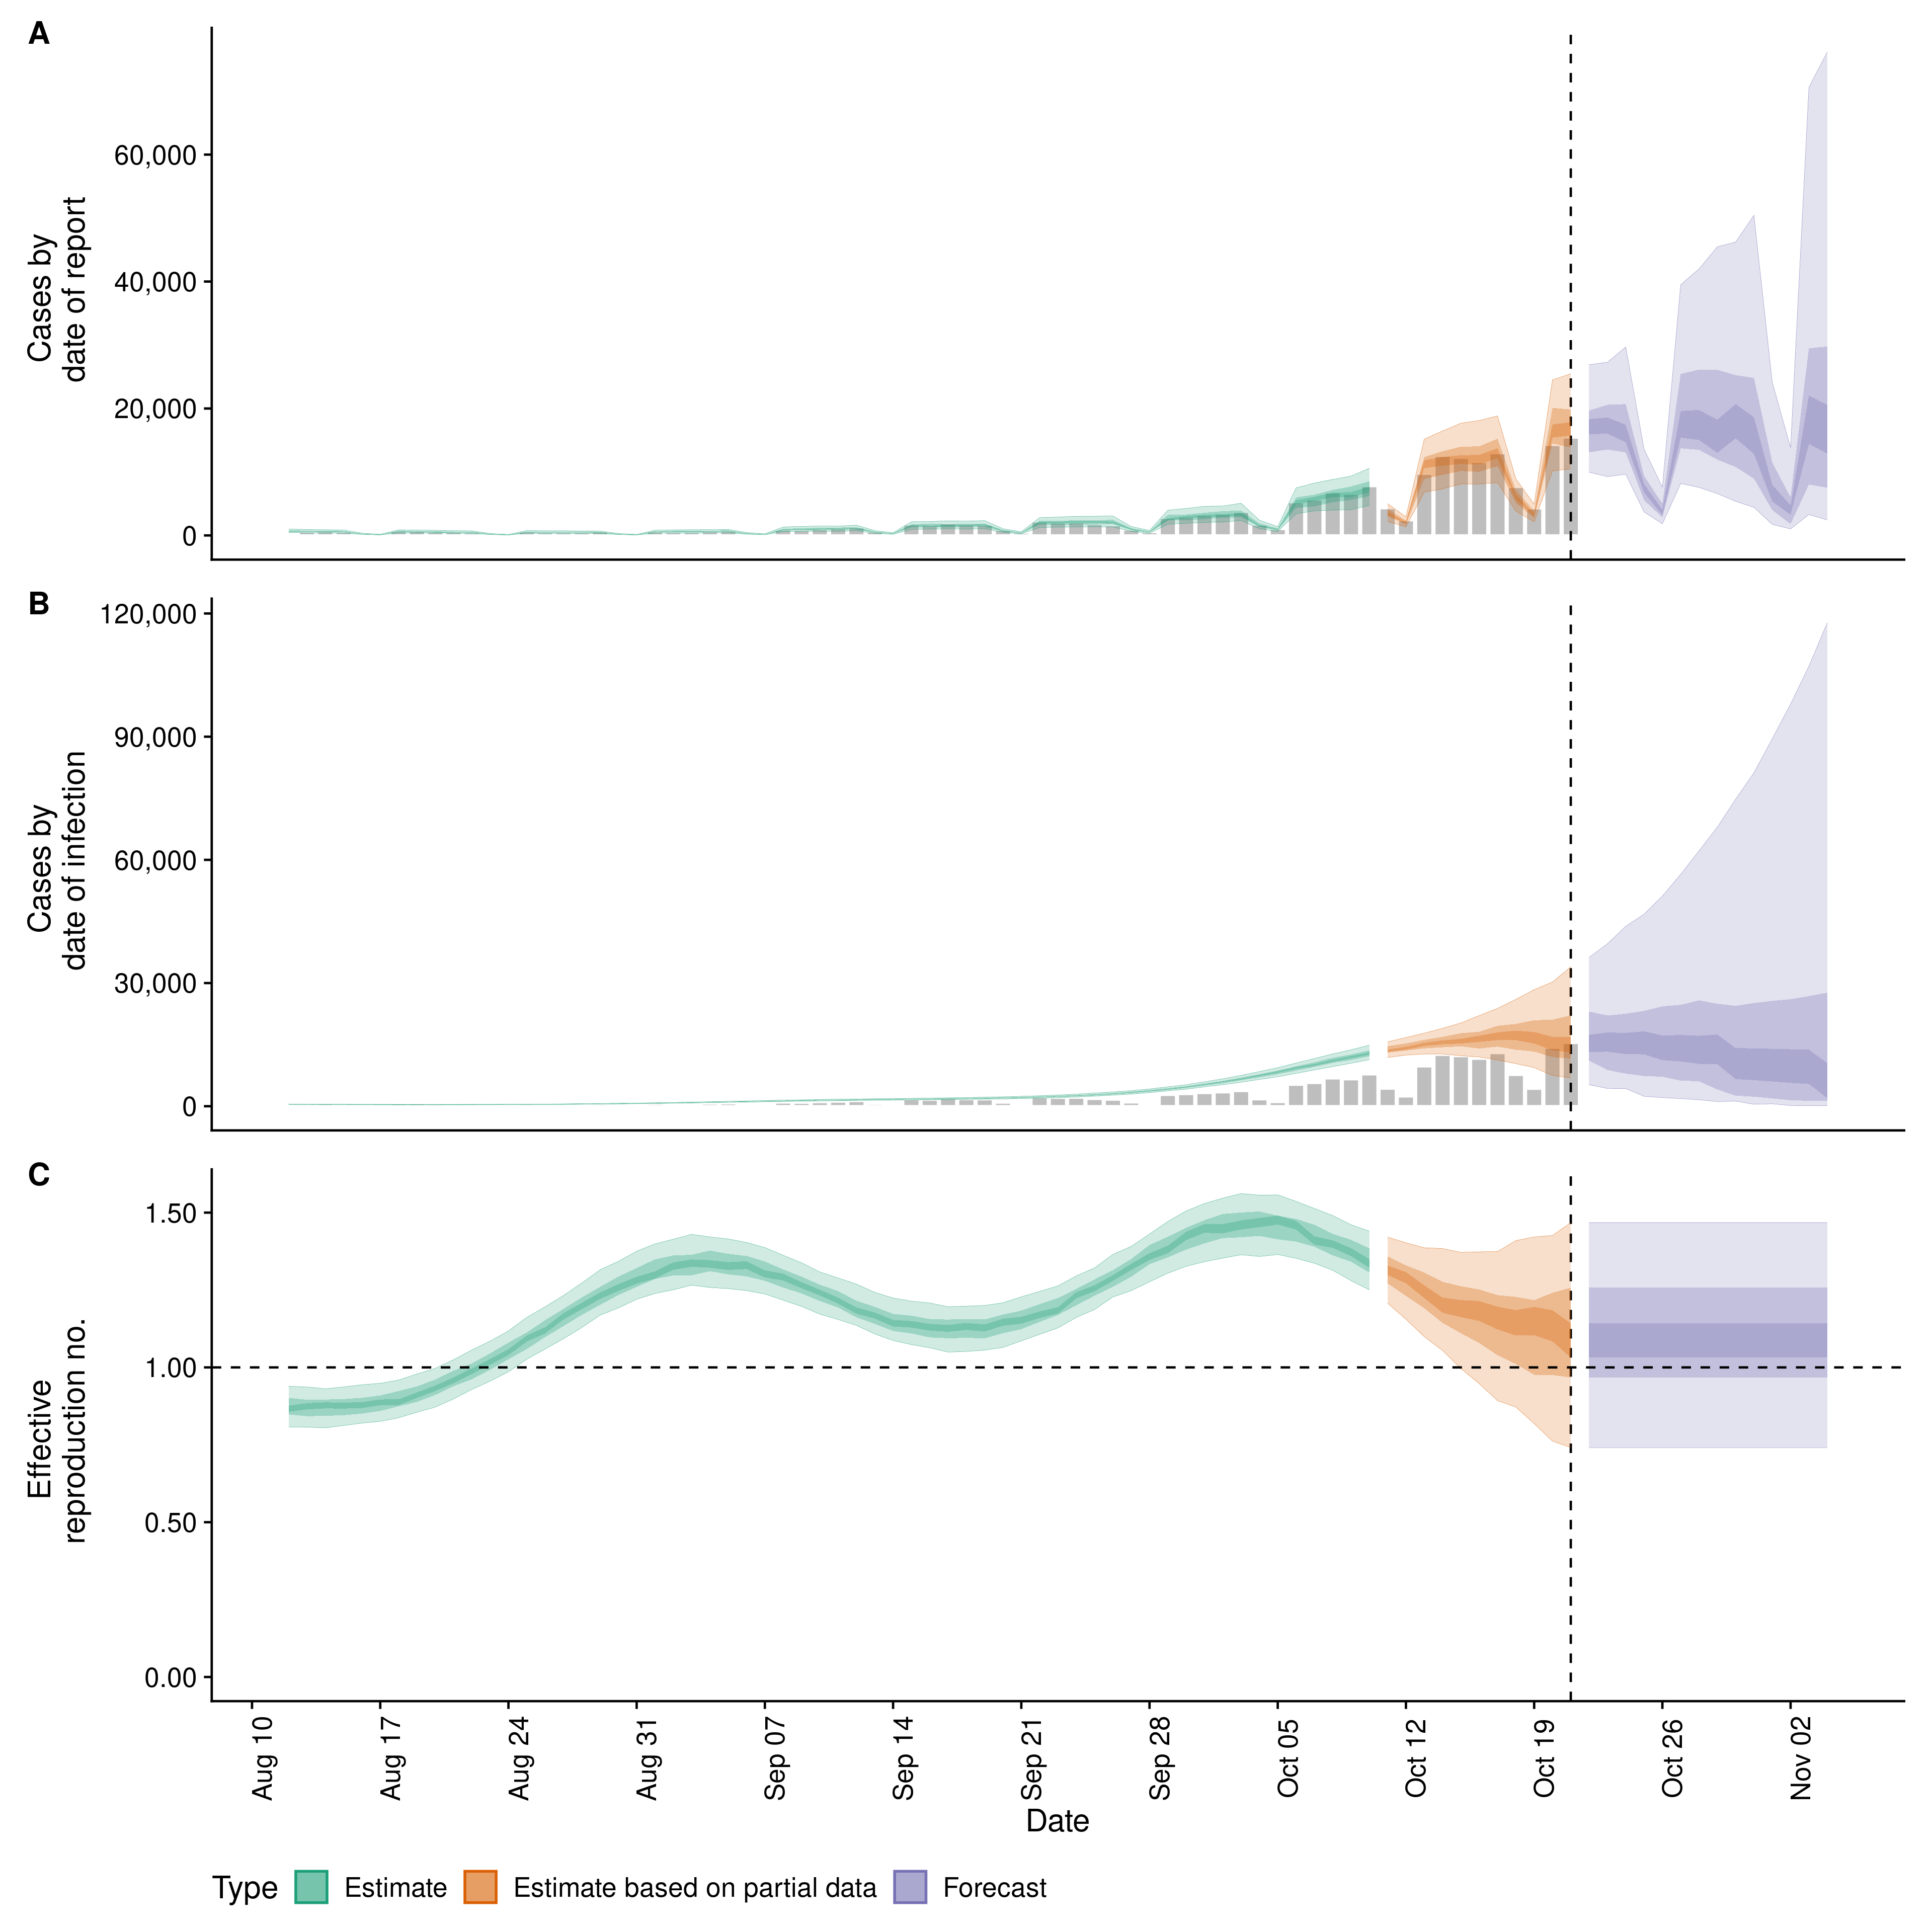 A
Cases by
date of report
60,000
40,000
20,000
0
B
Cases by
date of infection
120,000
90,000
60,000
30,000
0
C
Effective
reproduction no.
1.50
1.00
0.50
0.00
Aug 10
Aug 17
Aug 24
Aug 31
Sep 07
Sep 14
Sep 21
Sep 28
Oct 05
Oct 12
Oct 19
Oct 26
Nov 02
Date
Type Estimate Estimate based on partial data Forecast